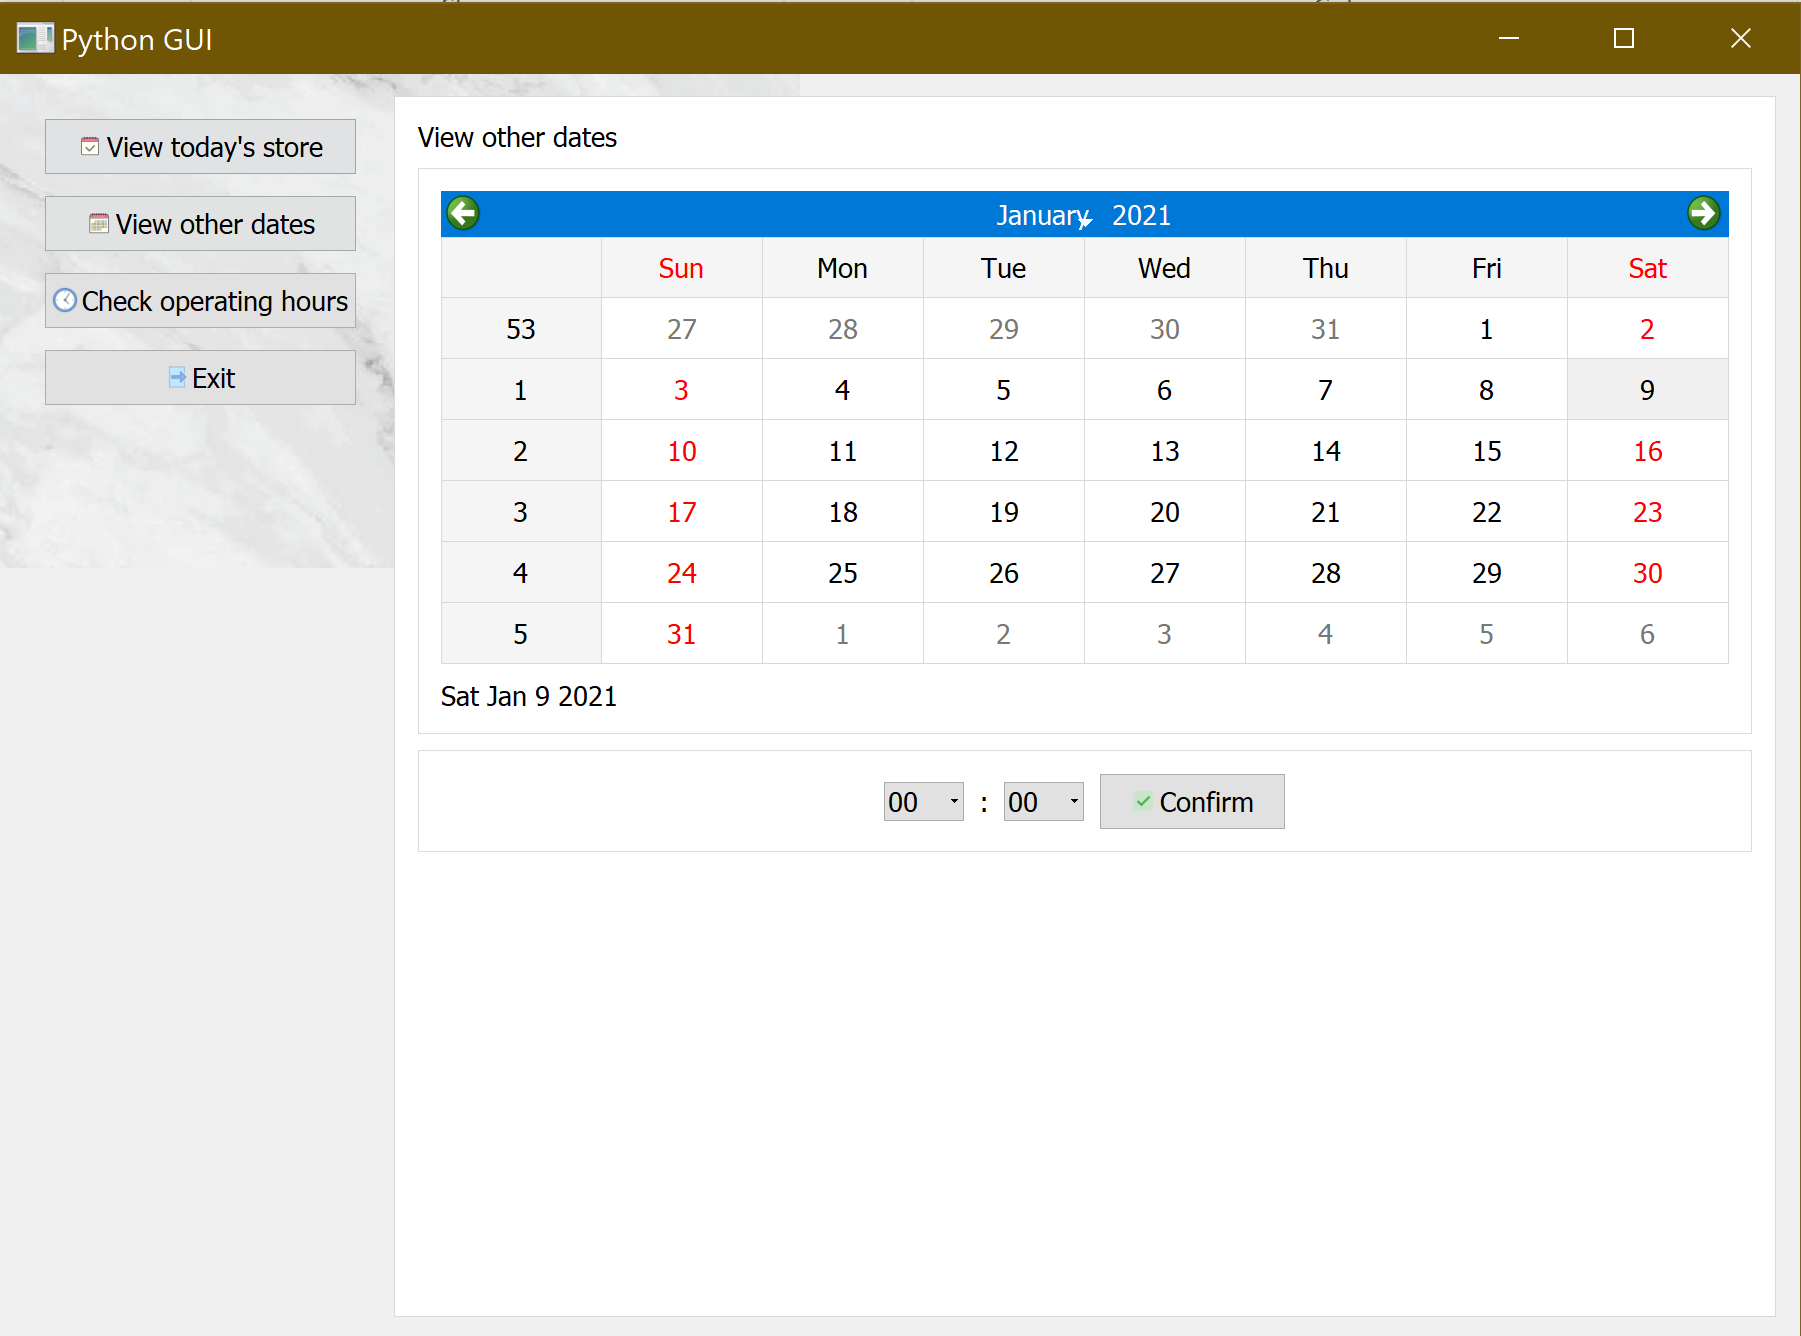 Python GUI
View today's store
View other dates
Check operating hours
Exit
View other dates
January 2021
Sun Mon Tue Wed Thu Fri Sat
53 27 28 29 30 31 1 2
1 3 4 5 6 7 8 9
2 10 11 12 13 14 15 16
3 17 18 19 20 21 22 23
4 24 25 26 27 28 29 30
5 31 1 2 3 4 5 6
Sat Jan 9 2021
00 : 00 Confirm